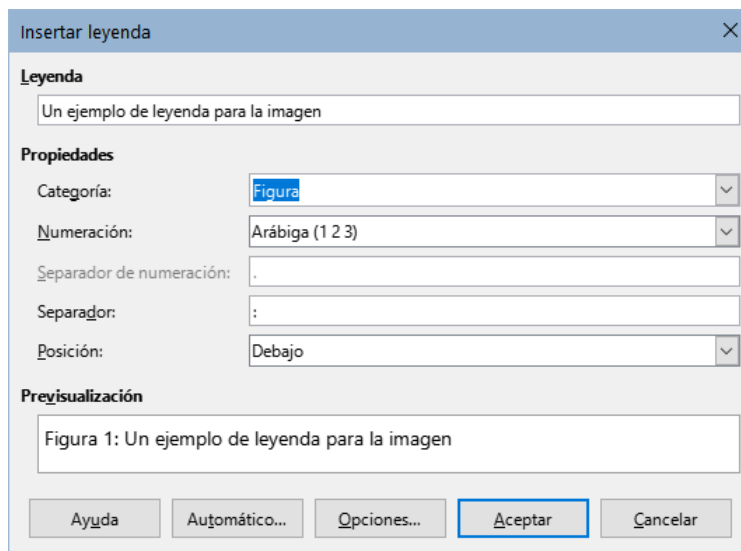 Insertar leyenda
Leyenda
Un ejemplo de leyenda para la imagen
Propiedades
Categoría: Figura
Numeración: Arábiga (1 2 3)
Separador de numeración: .
Separador: :
Posición: Debajo
Previsualización
Figura 1: Un ejemplo de leyenda para la imagen
Ayuda Automático... Opciones... Aceptar Cancelar